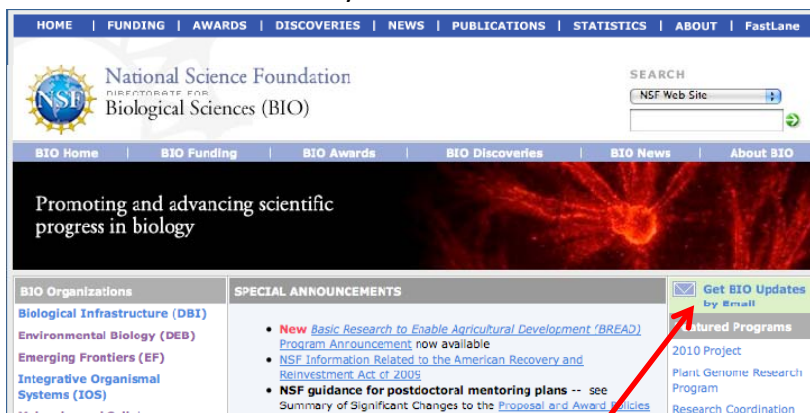 HOME | FUNDING | AWARDS | DISCOVERIES | NEWS | PUBLICATIONS | STATISTICS | ABOUT | FastLane
NSF
National Science Foundation
DIRECTORATE FOR
Biological Sciences (BIO)
SEARCH
NSF Web Site
BIO Home | BIO Funding | BIO Awards | BIO Discoveries | BIO News | About BIO
Promoting and advancing scientific
progress in biology
BIO Organizations
Biological Infrastructure (DBI)
Environmental Biology (DEB)
Emerging Frontiers (EF)
Integrative Organismal
Systems (IOS)
SPECIAL ANNOUNCEMENTS
• New Basic Research to Enable Agricultural Development (BREAD)
Program Announcement now available
• NSF Information Related to the American Recovery and
Reinvestment Act of 2009
• NSF guidance for postdoctoral mentoring plans -- see
Summary of Significant Changes to the Proposal and Award Policies
Get BIO Updates
by Email
Featured Programs
2010 Project
Plant Genome Research
Program
Research Coordination